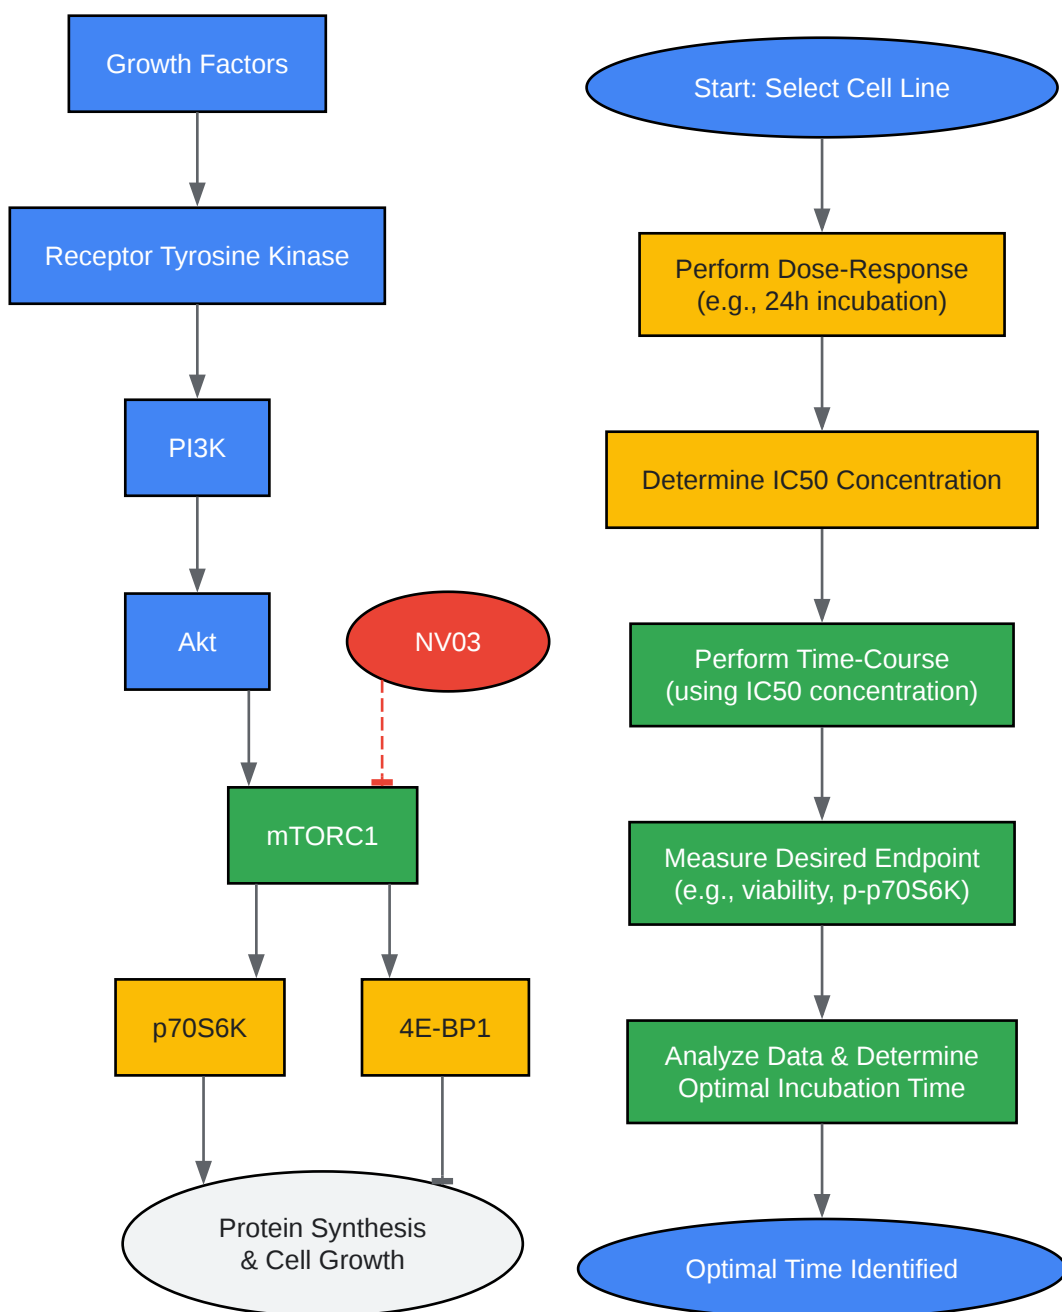 Growth Factors
Receptor Tyrosine Kinase
PI3K
Akt
NV03
mTORC1
p70S6K
4E-BP1
Protein Synthesis
& Cell Growth
Start: Select Cell Line
Perform Dose-Response
(e.g., 24h incubation)
Determine IC50 Concentration
Perform Time-Course
(using IC50 concentration)
Measure Desired Endpoint
(e.g., viability, p-p70S6K)
Analyze Data & Determine
Optimal Incubation Time
Optimal Time Identified